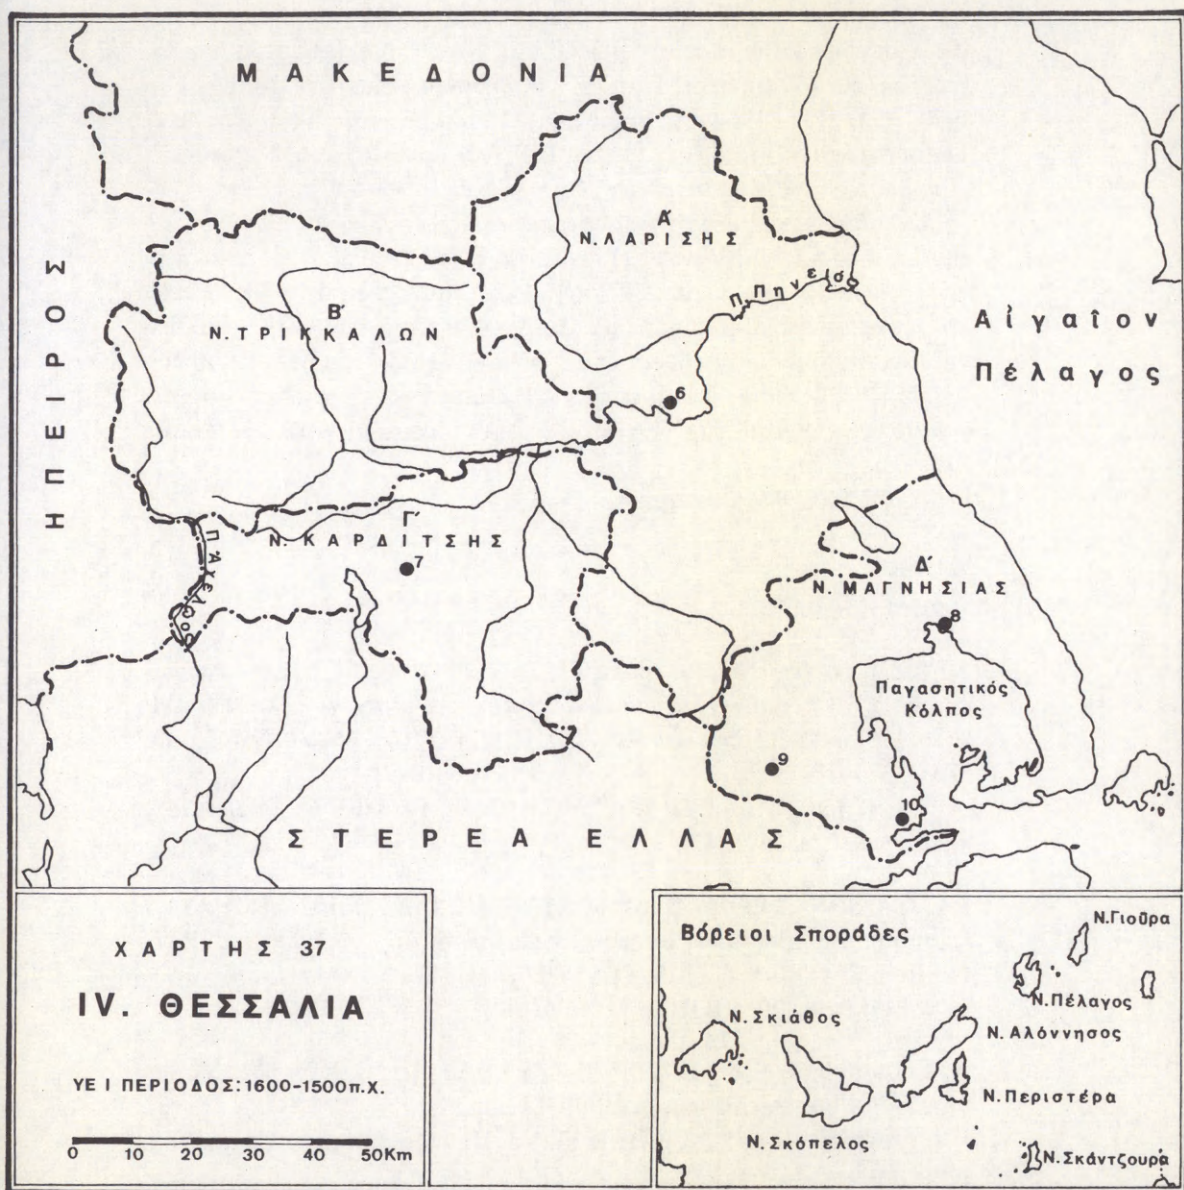 ΜΑΚΕΔΟΝΙΑ
ΗΠΕΙΡΟΣ
Α΄
Ν. ΛΑΡΙΣΗΣ
Π. Πηνειός
Β΄
Ν. ΤΡΙΚΚΑΛΩΝ
Αἰγαῖον
Πέλαγος
6
Γ΄
Ν. ΚΑΡΔΙΤΣΗΣ
7
Δ΄
Ν. ΜΑΓΝΗΣΙΑΣ
8
Παγασητικός
Κόλπος
9
10
ΣΤΕΡΕΑ ΕΛΛΑΣ
ΧΑΡΤΗΣ 37
IV. ΘΕΣΣΑΛΙΑ
ΥΕ Ι ΠΕΡΙΟΔΟΣ: 1600-1500π.Χ.
0 10 20 30 40 50Km
Βόρειοι Σποράδες
Ν.Γιοῦρα
Ν.Πέλαγος
Ν. Σκιάθος
Ν. Αλόννησος
Ν. Περιστέρα
Ν. Σκόπελος
Ν. Σκάντζουρα